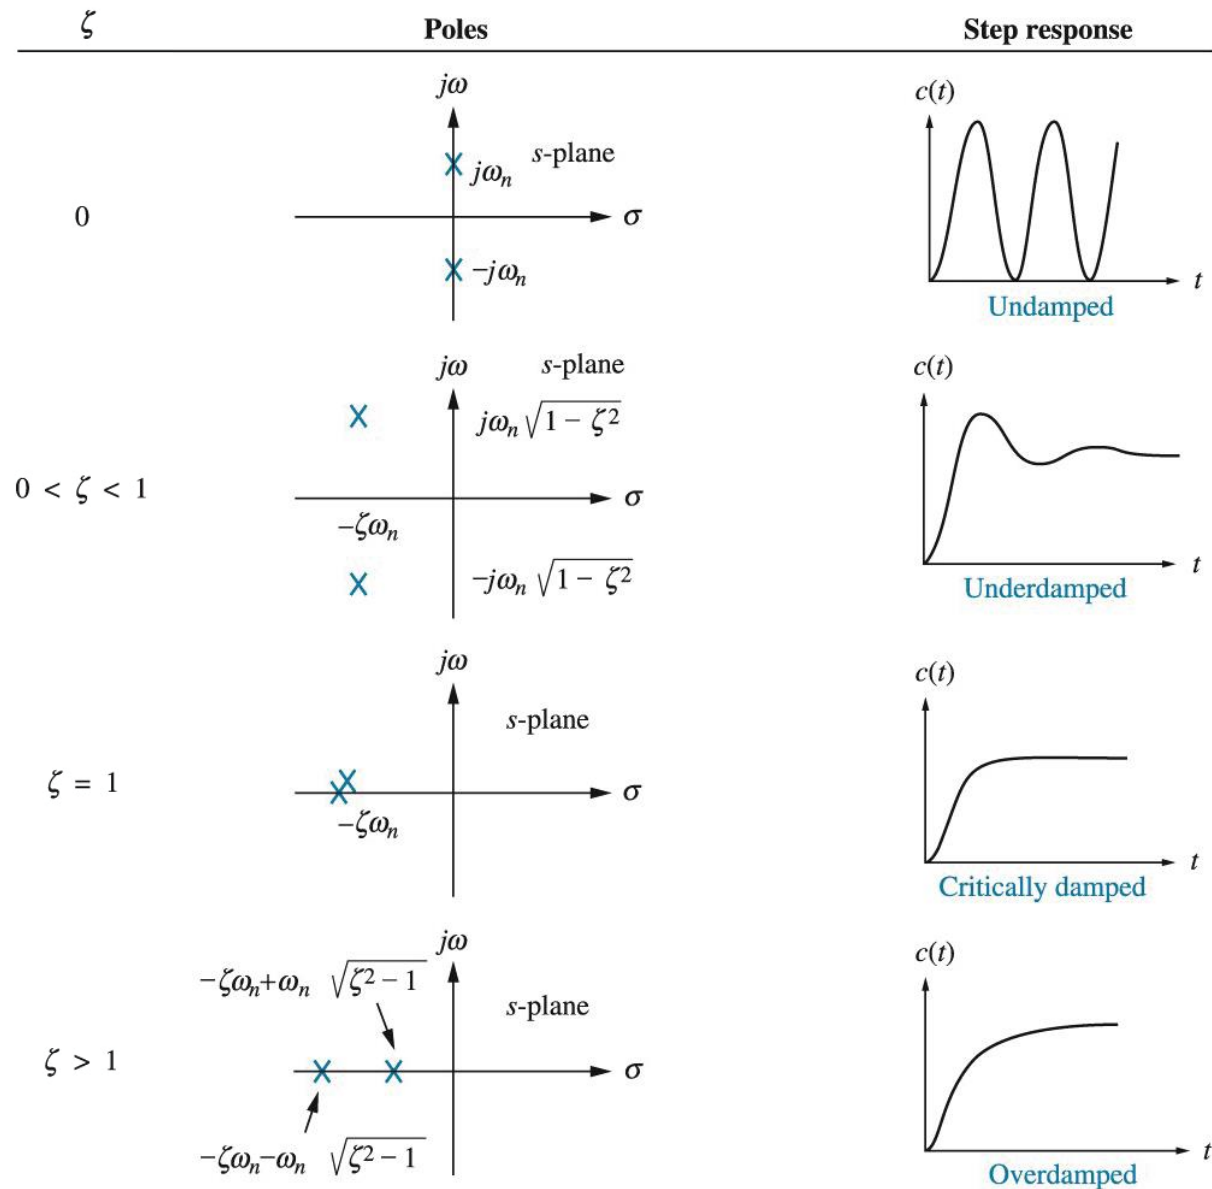 ζ Poles Step response
jω
c(t)
s-plane
jωₙ
0
σ
−jωₙ
t
Undamped
jω
s-plane
c(t)
jωₙ √1 − ζ²
0 < ζ < 1
σ
−ζωₙ
−jωₙ √1 − ζ²
t
Underdamped
jω
c(t)
s-plane
ζ = 1
σ
−ζωₙ
t
Critically damped
jω
c(t)
−ζωₙ+ωₙ √ζ² − 1
s-plane
ζ > 1
σ
−ζωₙ−ωₙ √ζ² − 1
t
Overdamped